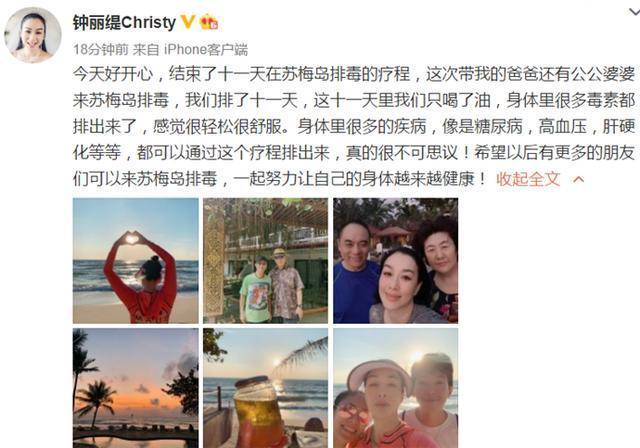 钟丽缇Christy
18分钟前 来自 iPhone客户端
今天好开心，结束了十一天在苏梅岛排毒的疗程，这次带我的爸爸还有公公婆婆
来苏梅岛排毒，我们排了十一天，这十一天里我们只喝了油，身体里很多毒素都
排出来了，感觉很轻松很舒服。身体里很多的疾病，像是糖尿病，高血压，肝硬
化等等，都可以通过这个疗程排出来，真的很不可思议！希望以后有更多的朋友
们可以来苏梅岛排毒，一起努力让自己的身体越来越健康！ 收起全文